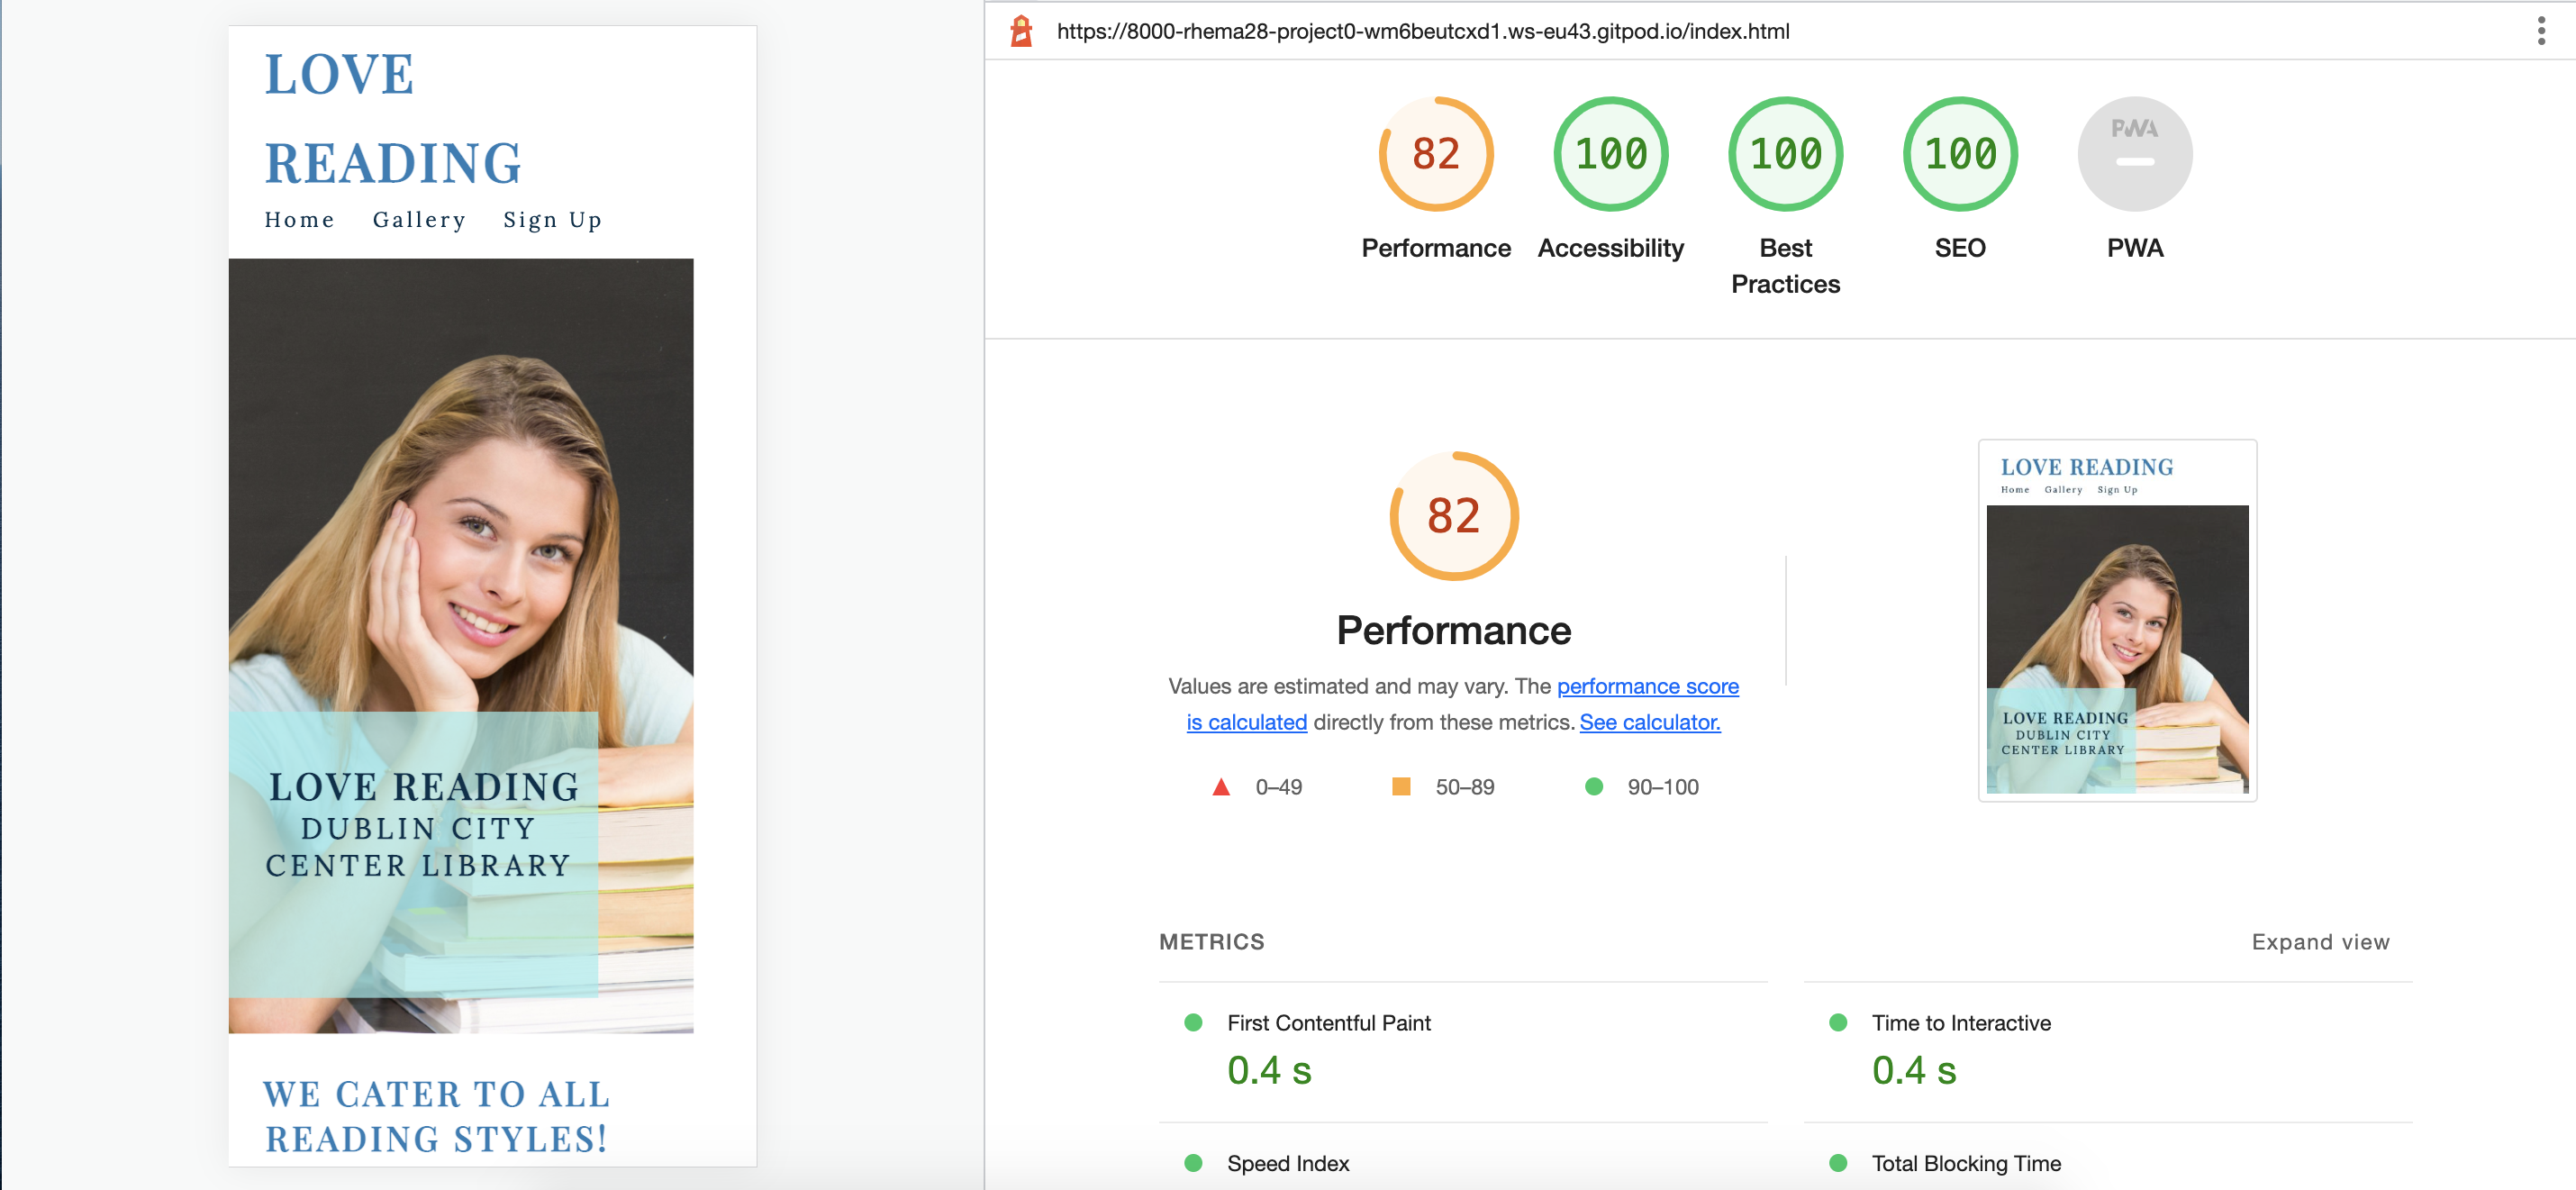 LOVE
READING
Home Gallery Sign Up
LOVE READING
DUBLIN CITY
CENTER LIBRARY
WE CATER TO ALL
READING STYLES!
https://8000-rhema28-project0-wm6beutcxd1.ws-eu43.gitpod.io/index.html
82 100 100 100 PWA
Performance Accessibility Best Practices SEO PWA
82
Performance
Values are estimated and may vary. The performance score
is calculated directly from these metrics. See calculator.
0–49 50–89 90–100
LOVE READING
Home Gallery Sign Up
LOVE READING
DUBLIN CITY
CENTER LIBRARY
METRICS Expand view
First Contentful Paint
0.4 s
Time to Interactive
0.4 s
Speed Index
Total Blocking Time